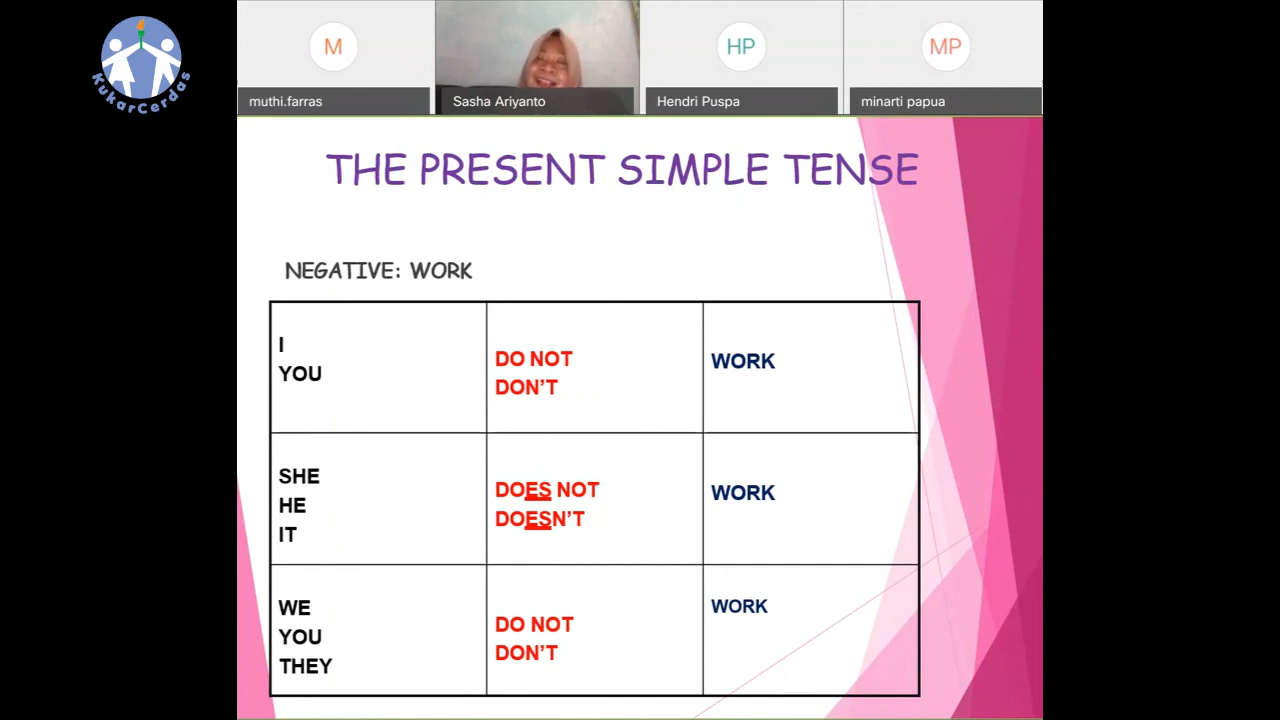 KukarCerdas
M
HP
MP
muthi.farras
Sasha Ariyanto
Hendri Puspa
minarti papua
THE PRESENT SIMPLE TENSE
NEGATIVE: WORK
I
YOU
DO NOT
DON'T
WORK
SHE
HE
IT
DOES NOT
DOESN'T
WORK
WE
YOU
THEY
DO NOT
DON'T
WORK